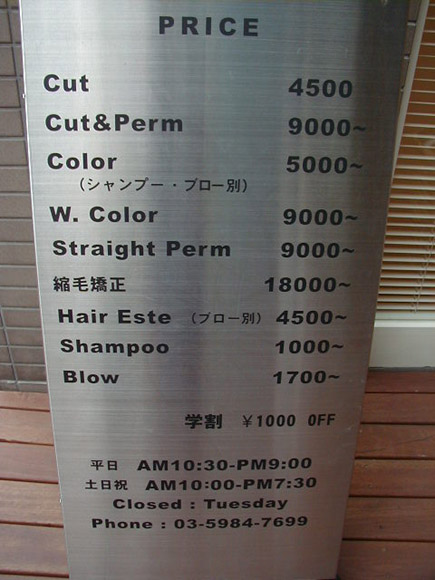 PRICE
Cut 4500
Cut&Perm 9000~
Color 5000~
（シャンプー・ブロー別）
W. Color 9000~
Straight Perm 9000~
縮毛矯正 18000~
Hair Este （ブロー別） 4500~
Shampoo 1000~
Blow 1700~
学割 ¥1000 OFF
平日 AM10:30-PM9:00
土日祝 AM10:00-PM7:30
Closed : Tuesday
Phone : 03-5984-7699